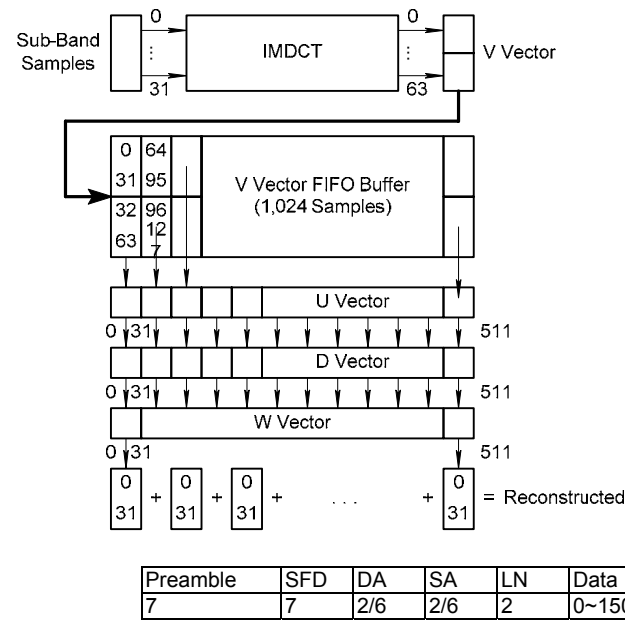 0
0
Sub-Band
Samples
IMDCT
V Vector
31
63
0 64
31 95
V Vector FIFO Buffer
(1,024 Samples)
32 96
12
63 7
U Vector
0 31 511
D Vector
0 31 511
W Vector
0 31 511
0 0 0 0
+ + + . . . + = Reconstructed
31 31 31 31
Preamble SFD DA SA LN Data
7 7 2/6 2/6 2